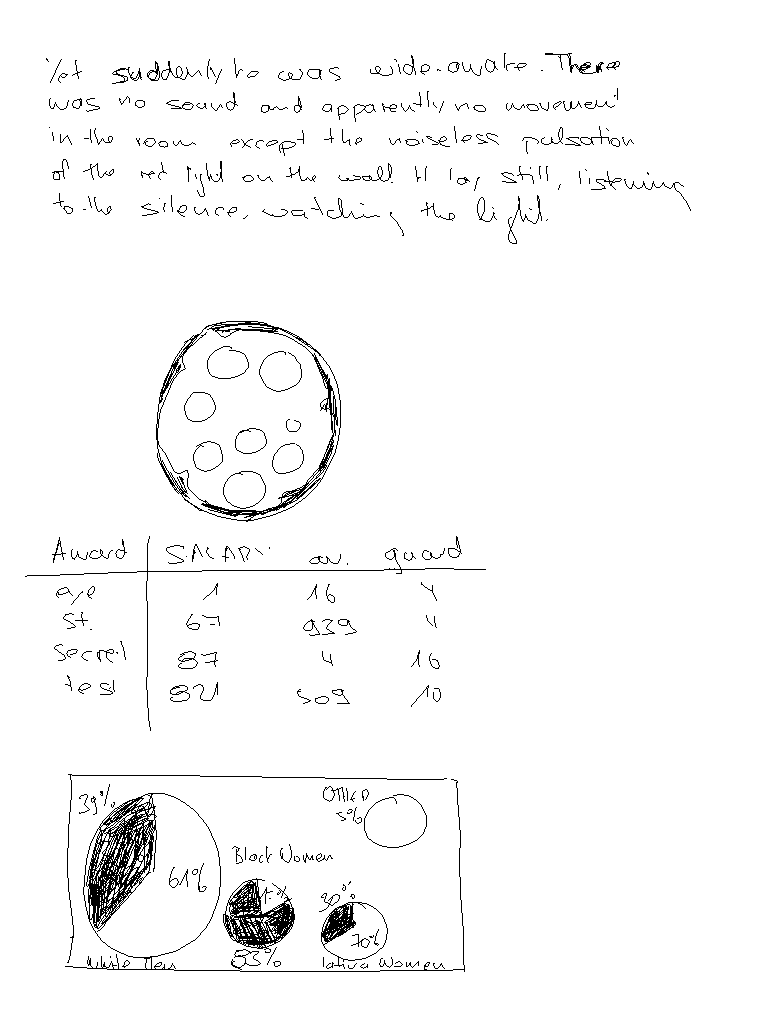 Yet suddenly he was wide-awake. There
was no sound and apparently no movement
in the room except the noiseless pulsation
of the red light on the wall. H lay still, listening
to the silence, watching the light.
Award SALARY av. guard
age 1 16 4
St. 67 939 4
Secret 87 4 16
test 821 509 10
39% OTHER
5%
61% Black Women
30%
70%
White Men 83% lativa Women